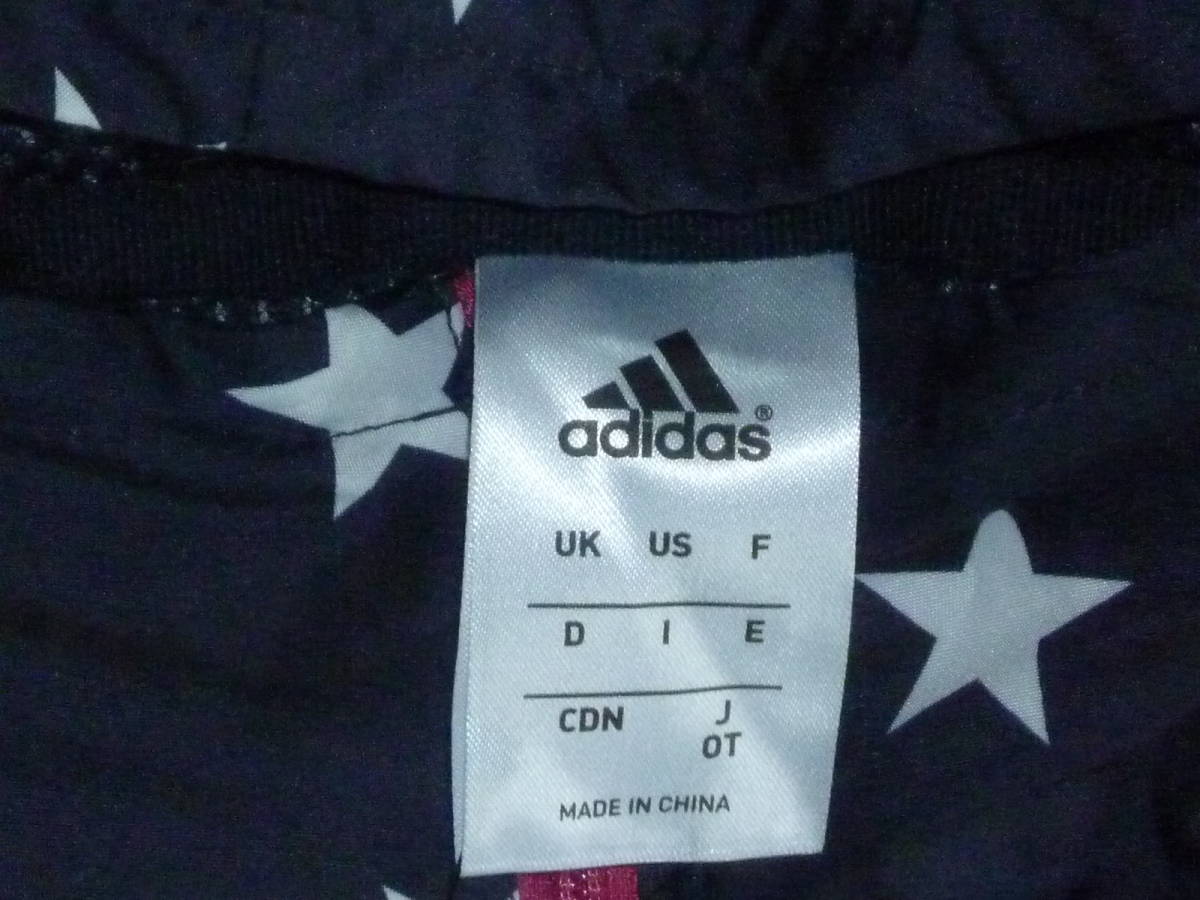 adidas®
UK US F
D I E
CDN J
OT
MADE IN CHINA